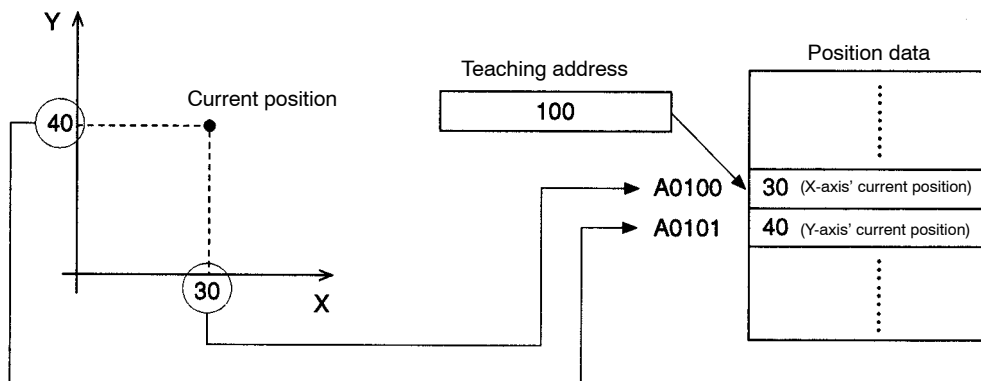 Y
Position data
Teaching address
Current position
100
40
A0100
30 (X-axis' current position)
A0101
40 (Y-axis' current position)
30
X